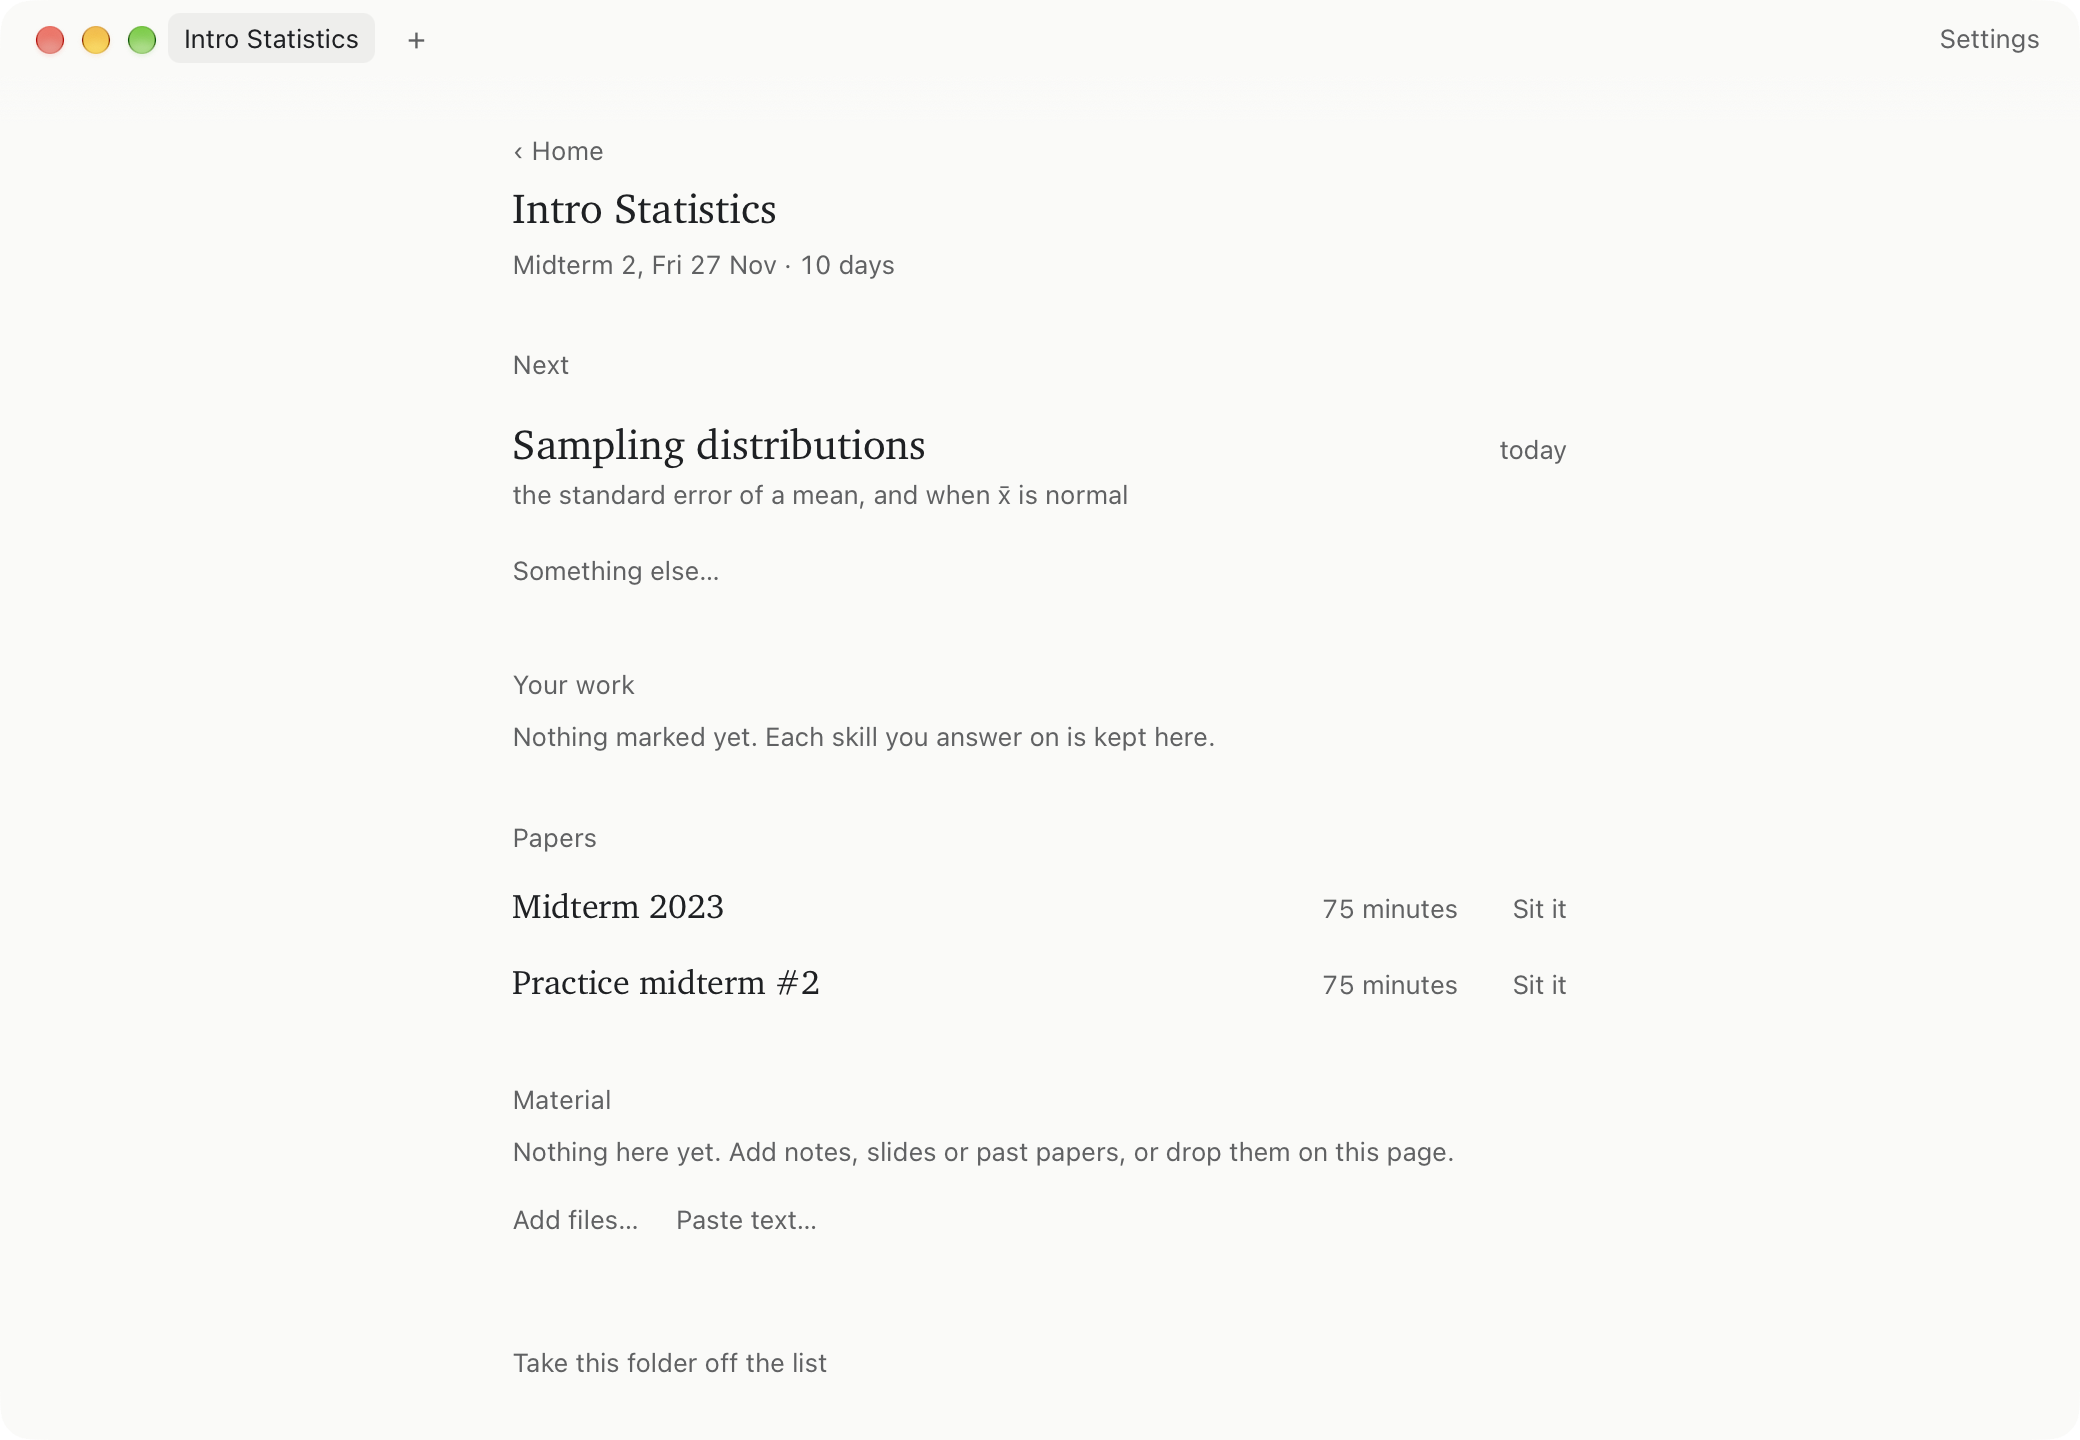 Intro Statistics
+
Settings
‹ Home
Intro Statistics
Midterm 2, Fri 27 Nov · 10 days
Next
Sampling distributions
today
the standard error of a mean, and when x̄ is normal
Something else...
Your work
Nothing marked yet. Each skill you answer on is kept here.
Papers
Midterm 2023
75 minutes
Sit it
Practice midterm #2
75 minutes
Sit it
Material
Nothing here yet. Add notes, slides or past papers, or drop them on this page.
Add files...
Paste text...
Take this folder off the list